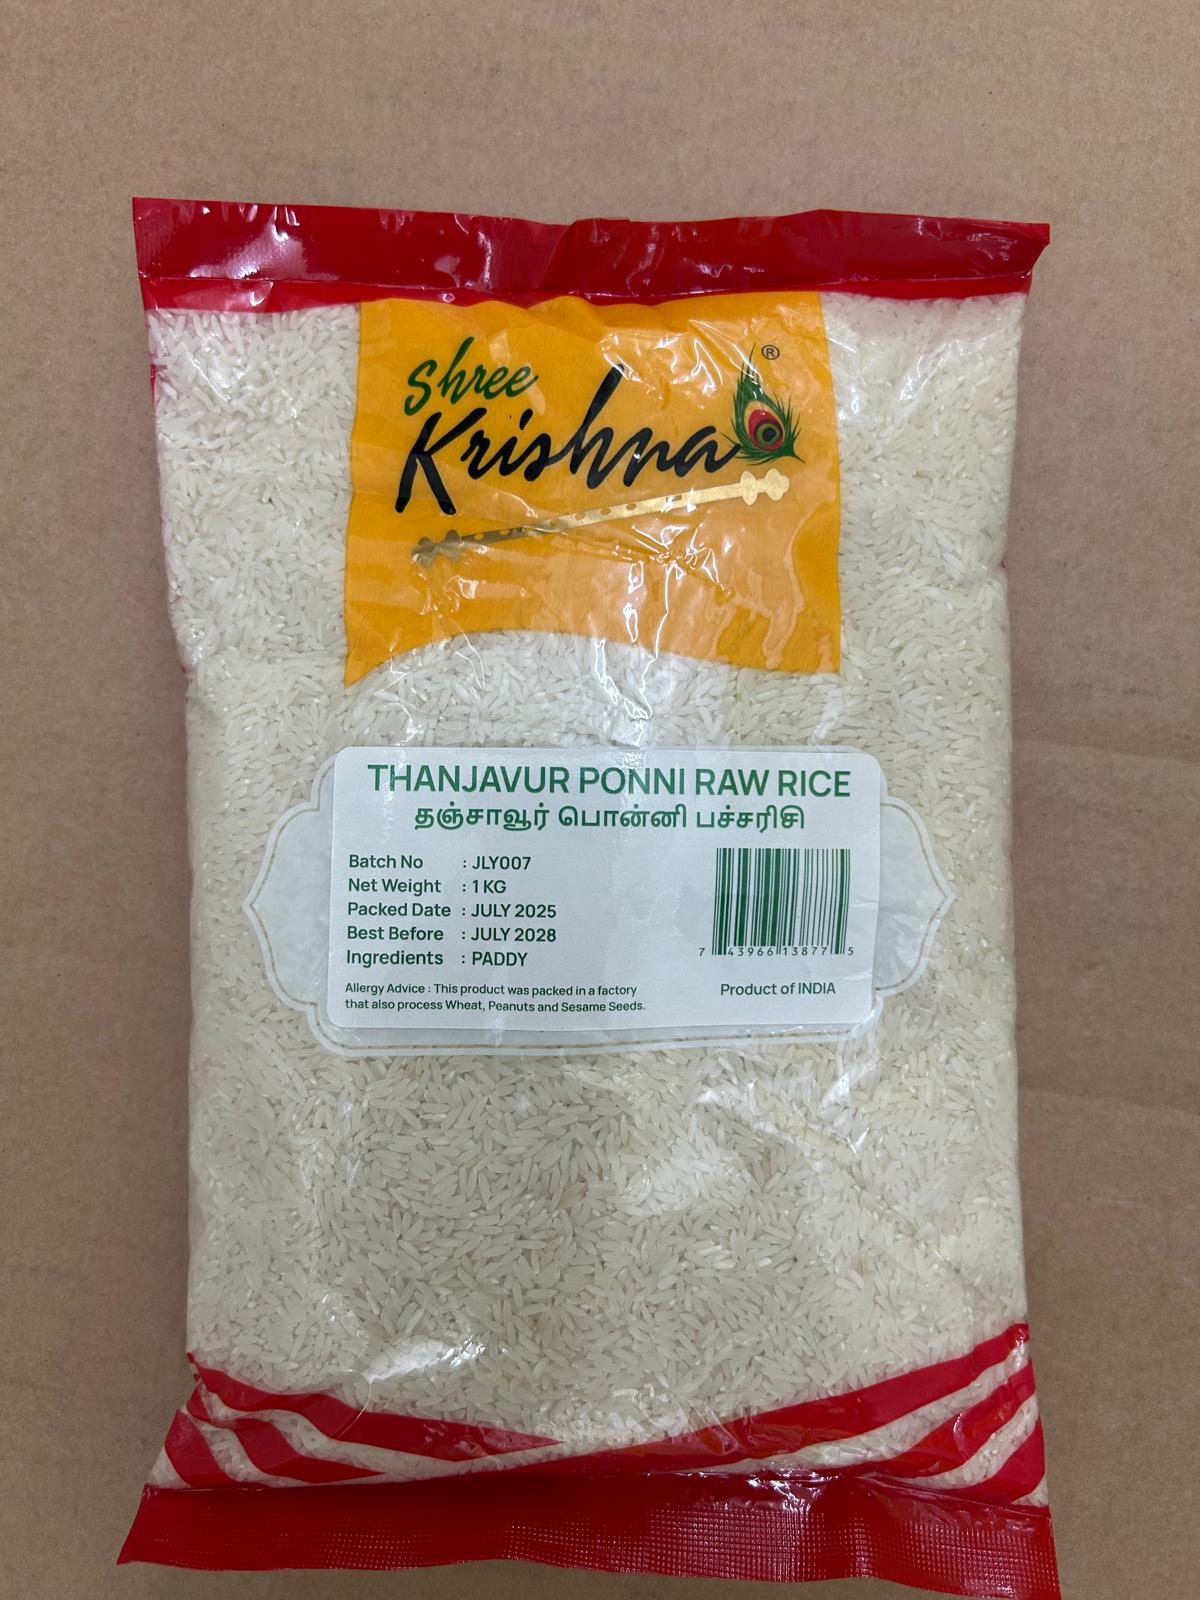 Shree
Krishna ®
THANJAVUR PONNI RAW RICE
தஞ்சாவூர் பொன்னி பச்சரிசி
Batch No : JLY007
Net Weight : 1 KG
Packed Date : JULY 2025
Best Before : JULY 2028
Ingredients : PADDY
Allergy Advice : This product was packed in a factory
that also process Wheat, Peanuts and Sesame Seeds.
7 43966 13877 5
Product of INDIA